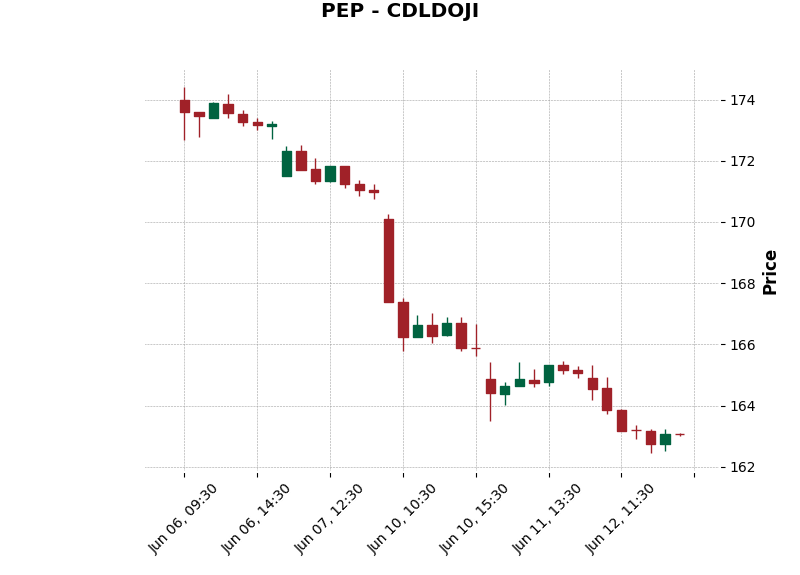 PEP - CDLDOJI
174
172
170
168
166
164
162
Price
Jun 06, 09:30
Jun 06, 14:30
Jun 07, 12:30
Jun 10, 10:30
Jun 10, 15:30
Jun 11, 13:30
Jun 12, 11:30